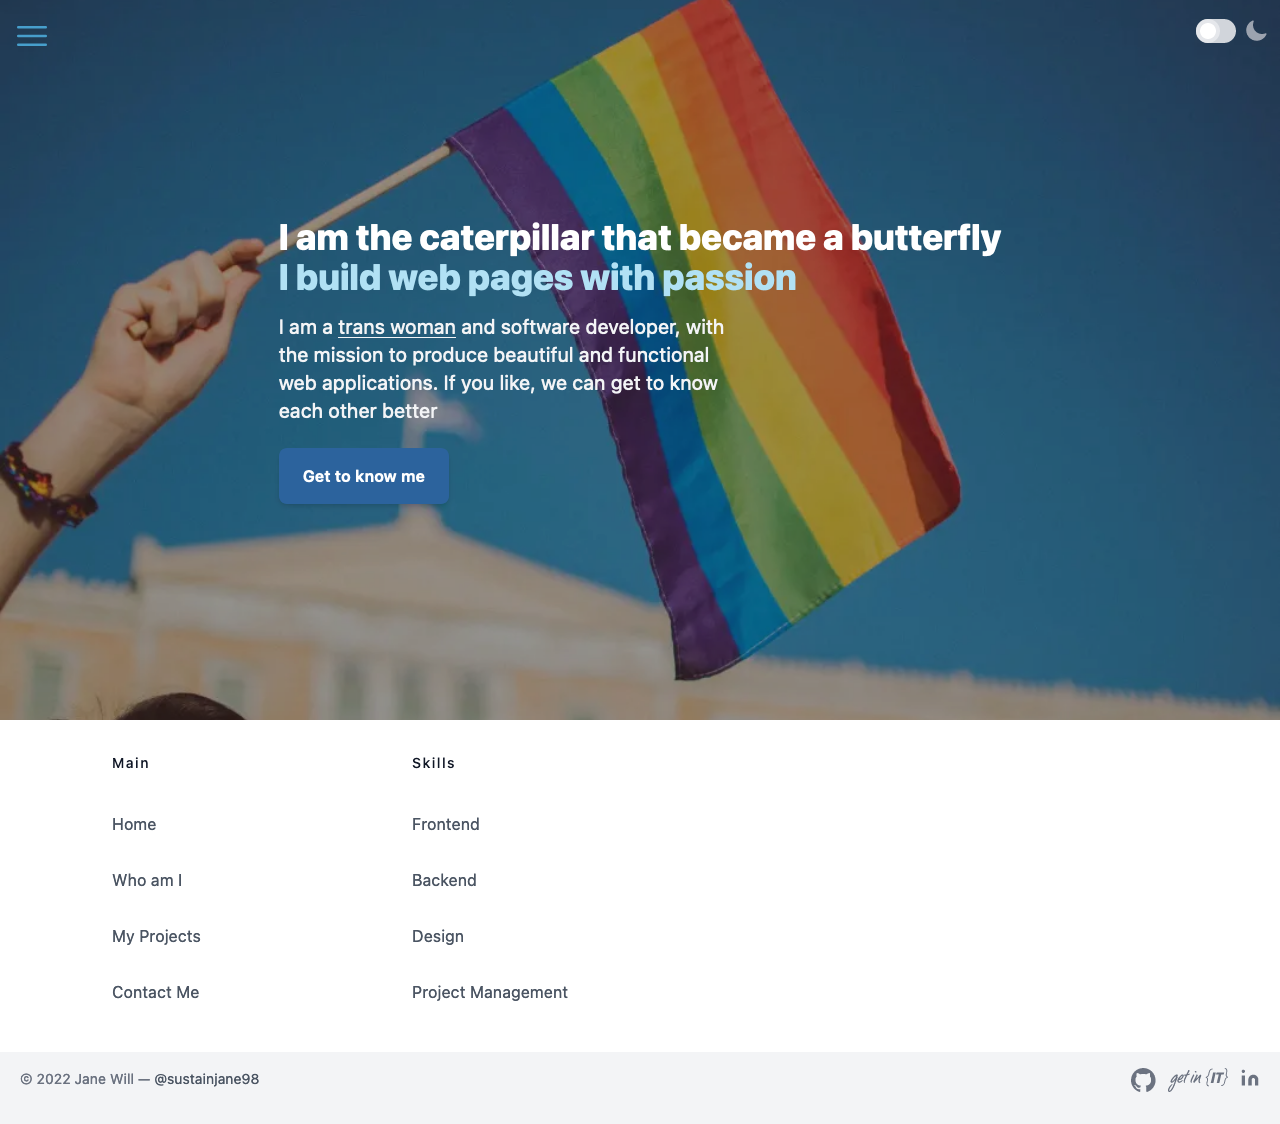 I am the caterpillar that became a butterfly
I build web pages with passion
I am a trans woman and software developer, with
the mission to produce beautiful and functional
web applications. If you like, we can get to know
each other better
Get to know me
Main
Skills
Home
Frontend
Who am I
Backend
My Projects
Design
Contact Me
Project Management
© 2022 Jane Will — @sustainjane98
get in {IT}
in